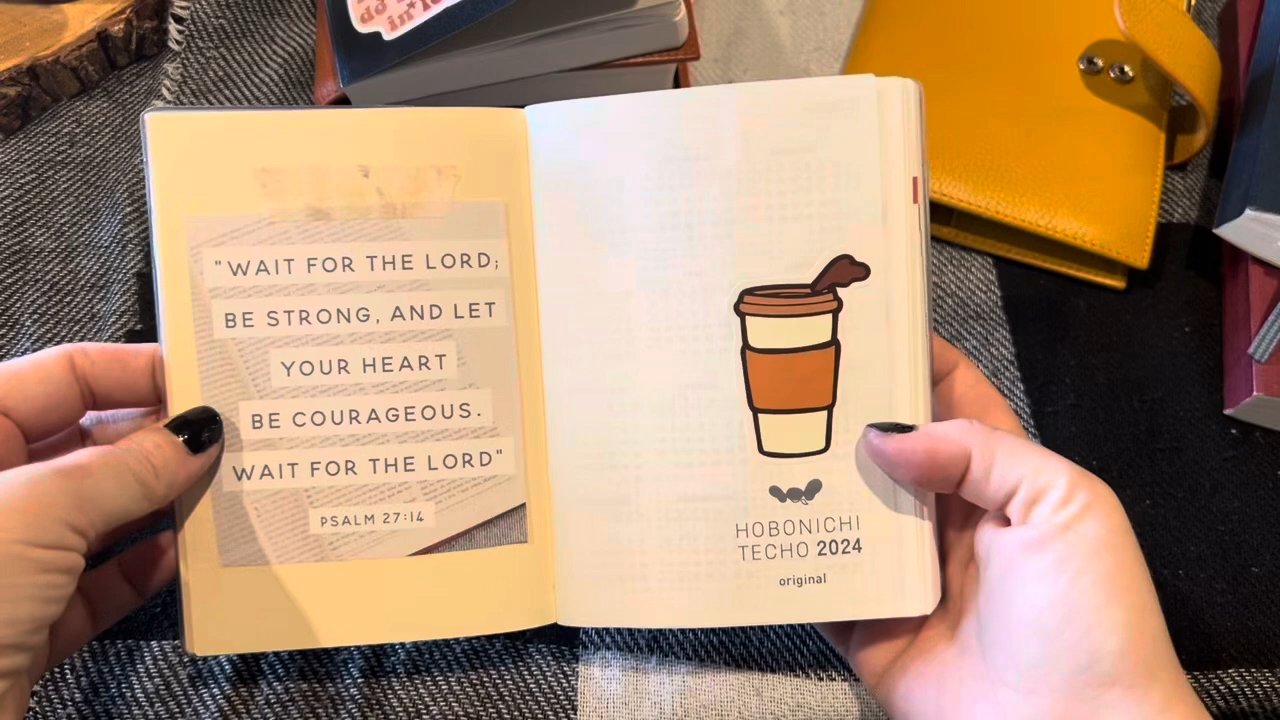 "WAIT FOR THE LORD;
BE STRONG, AND LET
YOUR HEART
BE COURAGEOUS.
WAIT FOR THE LORD"
PSALM 27:14
HOBONICHI
TECHO 2024
original